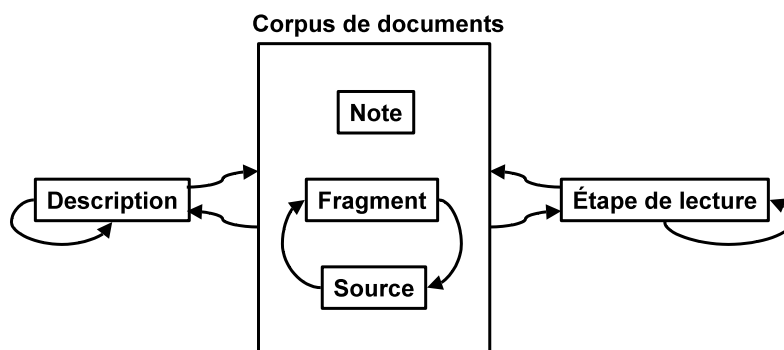 Corpus de documents
Note
Description
Fragment
Étape de lecture
Source